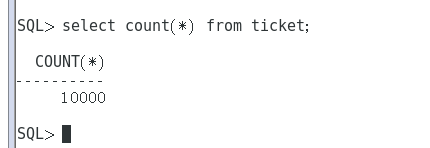 SQL> select count(*) from ticket;
COUNT(*)
----------
10000
SQL>